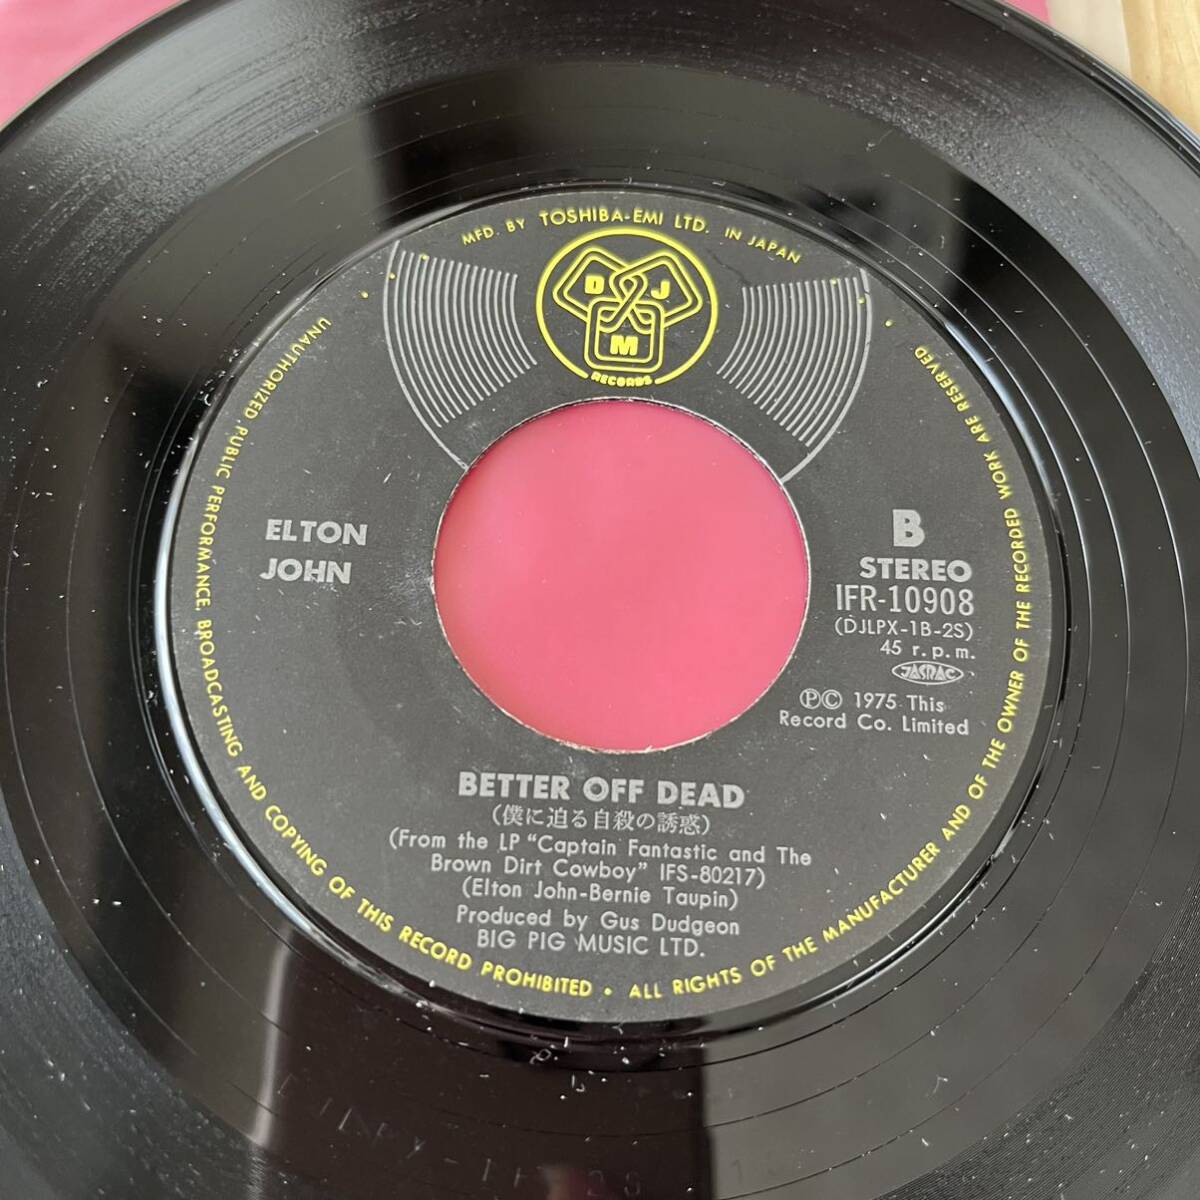 MFD. BY TOSHIBA-EMI LTD. IN JAPAN
D J
M
RECORDS
ELTON
JOHN
B
STEREO
IFR-10908
(DJLPX-1B-2S)
45 r.p.m.
JASRAC
Ⓟ© 1975 This
Record Co. Limited
BETTER OFF DEAD
(僕に迫る自殺の誘惑)
(From the LP "Captain Fantastic and The
Brown Dirt Cowboy" IFS-80217)
(Elton John-Bernie Taupin)
Produced by Gus Dudgeon
BIG PIG MUSIC LTD.
UNAUTHORIZED PUBLIC PERFORMANCE, BROADCASTING AND COPYING OF THIS RECORD PROHIBITED • ALL RIGHTS OF THE MANUFACTURER AND OF THE OWNER OF THE RECORDED WORK ARE RESERVED